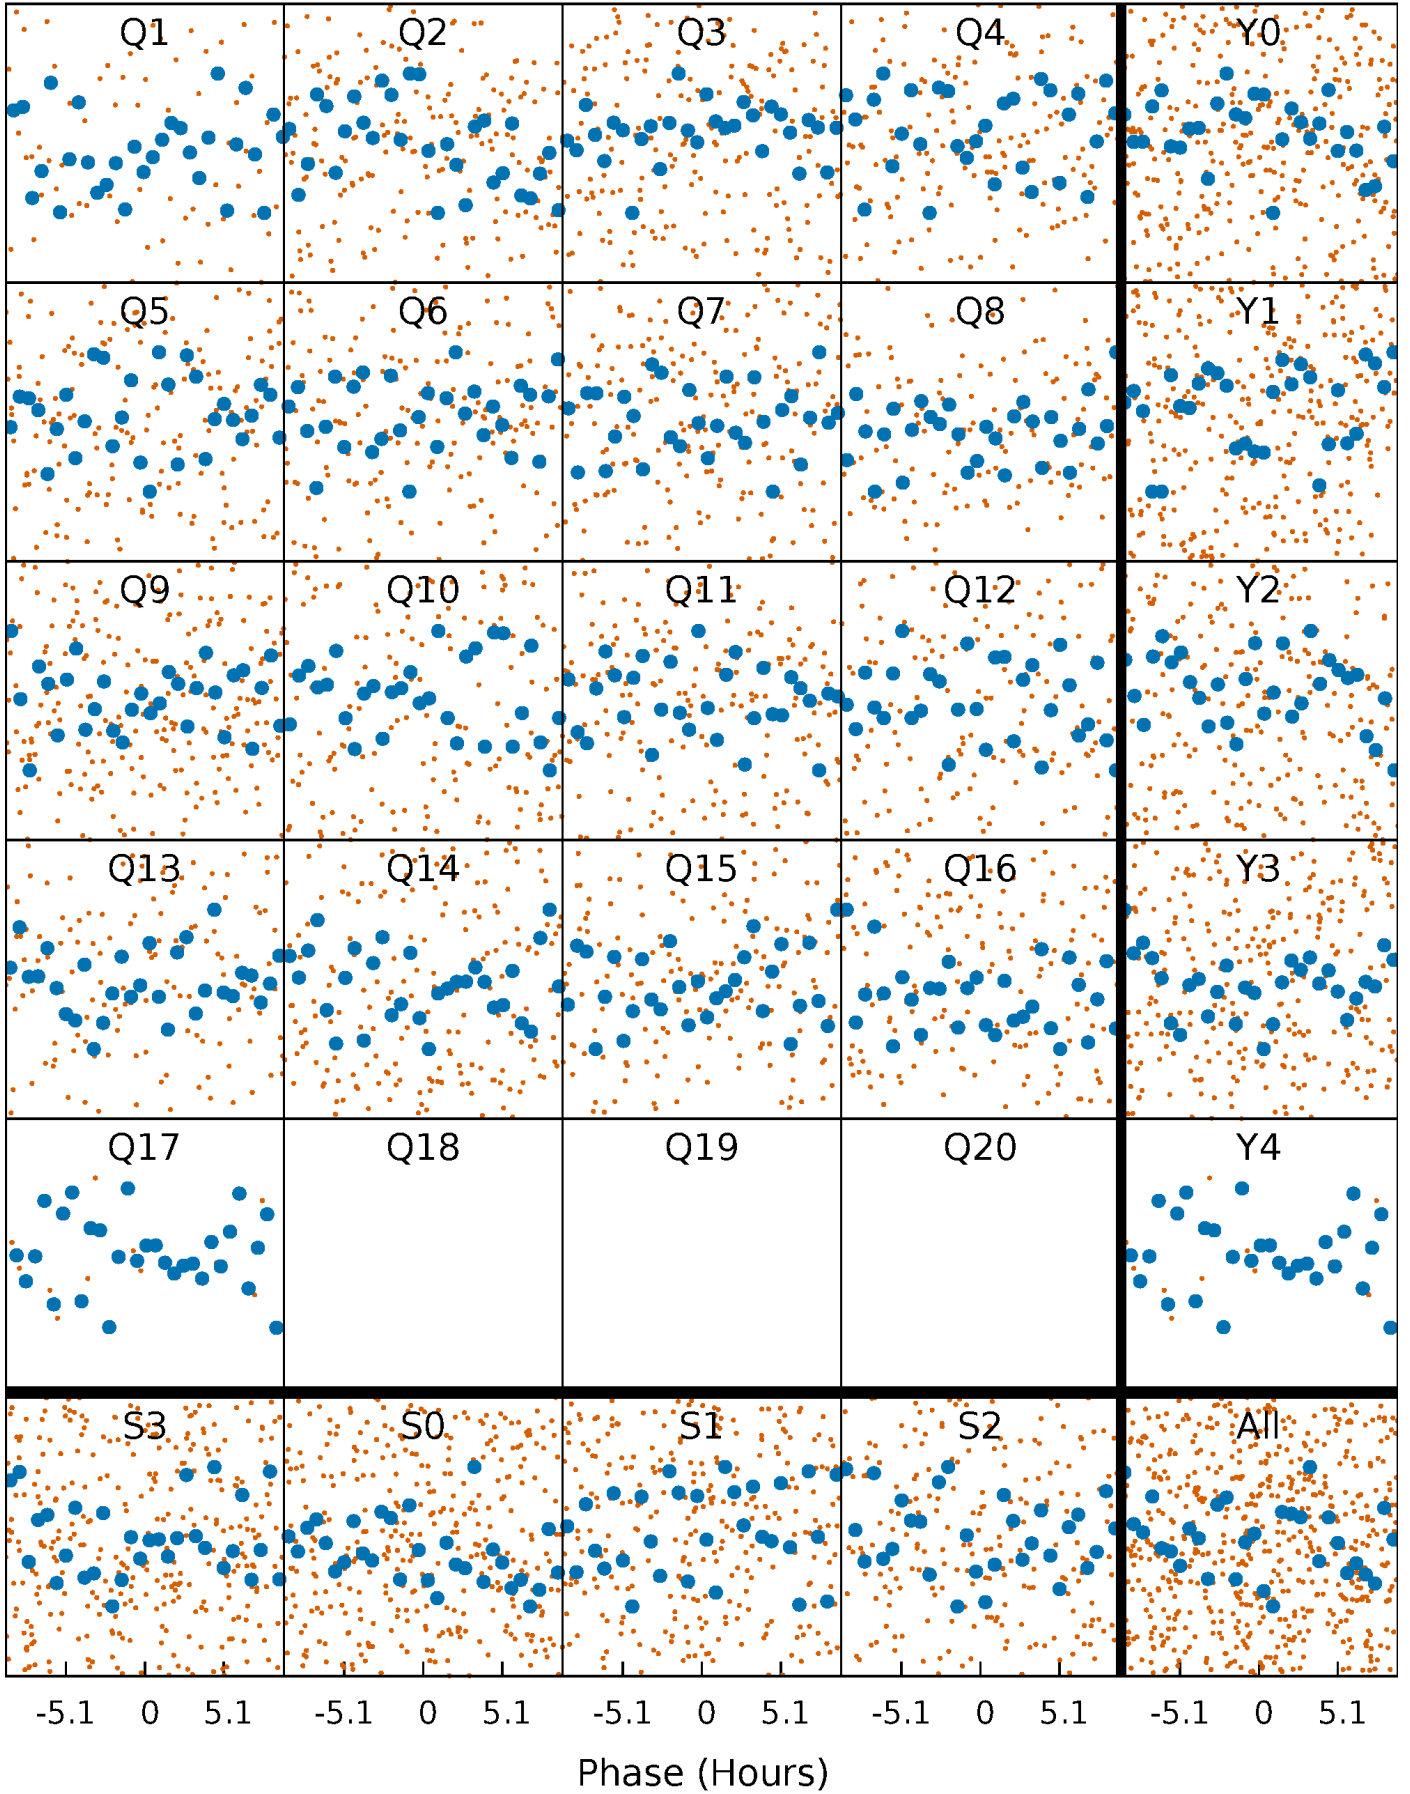 Q1 Q2 Q3 Q4 Y0
Q5 Q6 Q7 Q8 Y1
Q9 Q10 Q11 Q12 Y2
Q13 Q14 Q15 Q16 Y3
Q17 Q18 Q19 Q20 Y4
S3 S0 S1 S2 All
-5.1 0 5.1 -5.1 0 5.1 -5.1 0 5.1 -5.1 0 5.1 -5.1 0 5.1
Phase (Hours)